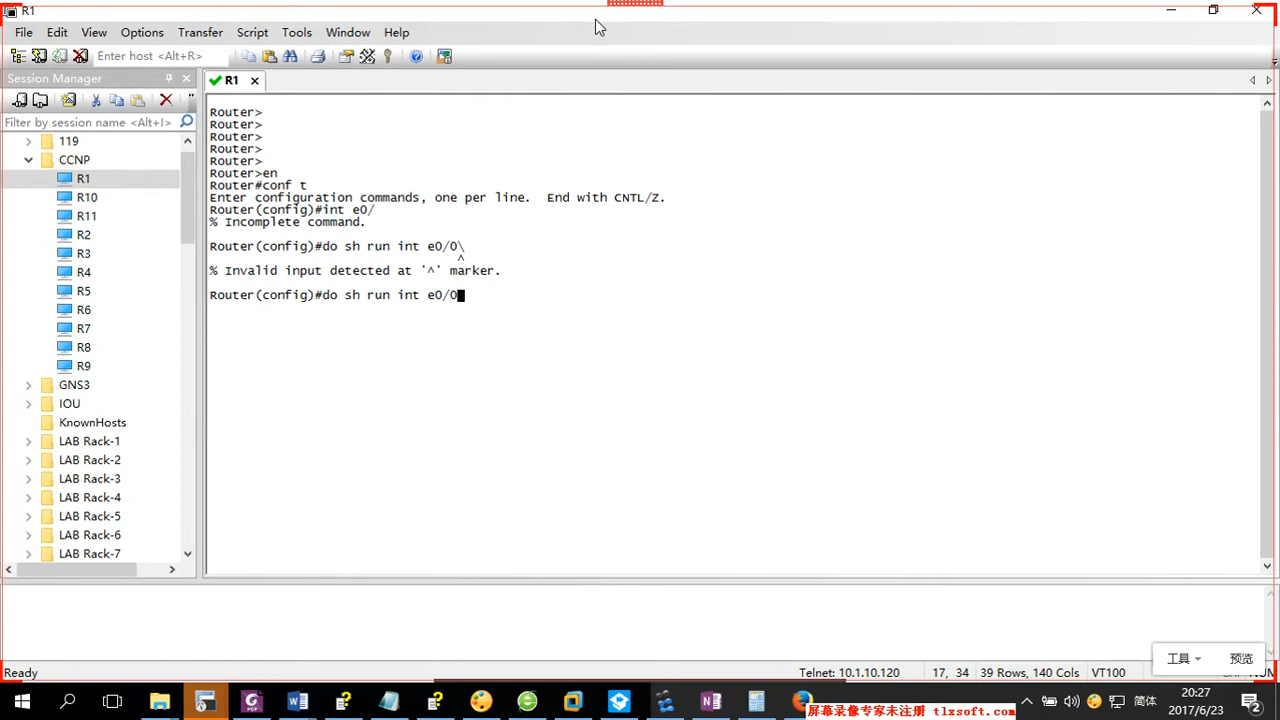 R1
File Edit View Options Transfer Script Tools Window Help
Enter host <Alt+R>
Session Manager
R1
Filter by session name <Alt+I>
119
CCNP
R1
R10
R11
R2
R3
R4
R5
R6
R7
R8
R9
GNS3
IOU
KnownHosts
LAB Rack-1
LAB Rack-2
LAB Rack-3
LAB Rack-4
LAB Rack-5
LAB Rack-6
LAB Rack-7
Router>
Router>
Router>
Router>
Router>
Router>en
Router#conf t
Enter configuration commands, one per line.  End with CNTL/Z.
Router(config)#int e0/
% Incomplete command.
Router(config)#do sh run int e0/0\
^
% Invalid input detected at '^' marker.
Router(config)#do sh run int e0/0
工具 预览
Ready Telnet: 10.1.10.120 17, 34 39 Rows, 140 Cols VT100 CAP NUM
简体
20:27
2017/6/23
2
屏幕录像专家未注册 tlxsoft.com